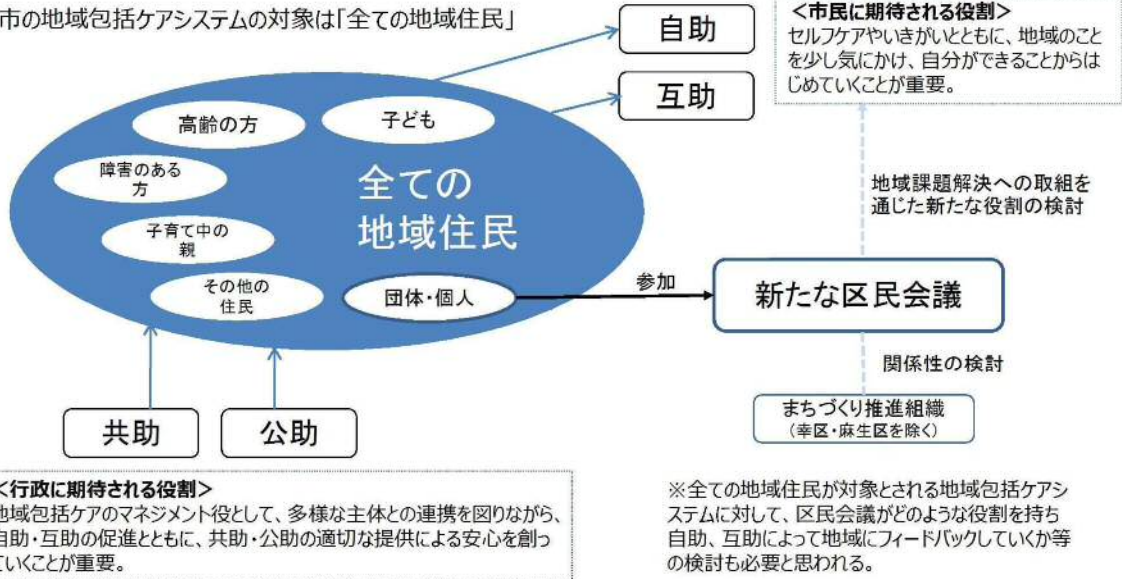 市の地域包括ケアシステムの対象は「全ての地域住民」
自助
互助
<市民に期待される役割>
セルフケアやいきがいとともに、地域のこと
を少し気にかけ、自分ができることからは
じめていくことが重要。
高齢の方
子ども
障害のある
方
子育て中の
親
その他の
住民
団体・個人
全ての
地域住民
参加
新たな区民会議
地域課題解決への取組を
通じた新たな役割の検討
関係性の検討
まちづくり推進組織
(幸区・麻生区を除く)
共助
公助
<行政に期待される役割>
地域包括ケアのマネジメント役として、多様な主体との連携を図りながら、
自助・互助の促進とともに、共助・公助の適切な提供による安心を創っ
ていくことが重要。
※全ての地域住民が対象とされる地域包括ケアシ
ステムに対して、区民会議がどのような役割を持ち
自助、互助によって地域にフィードバックしていくか等
の検討も必要と思われる。